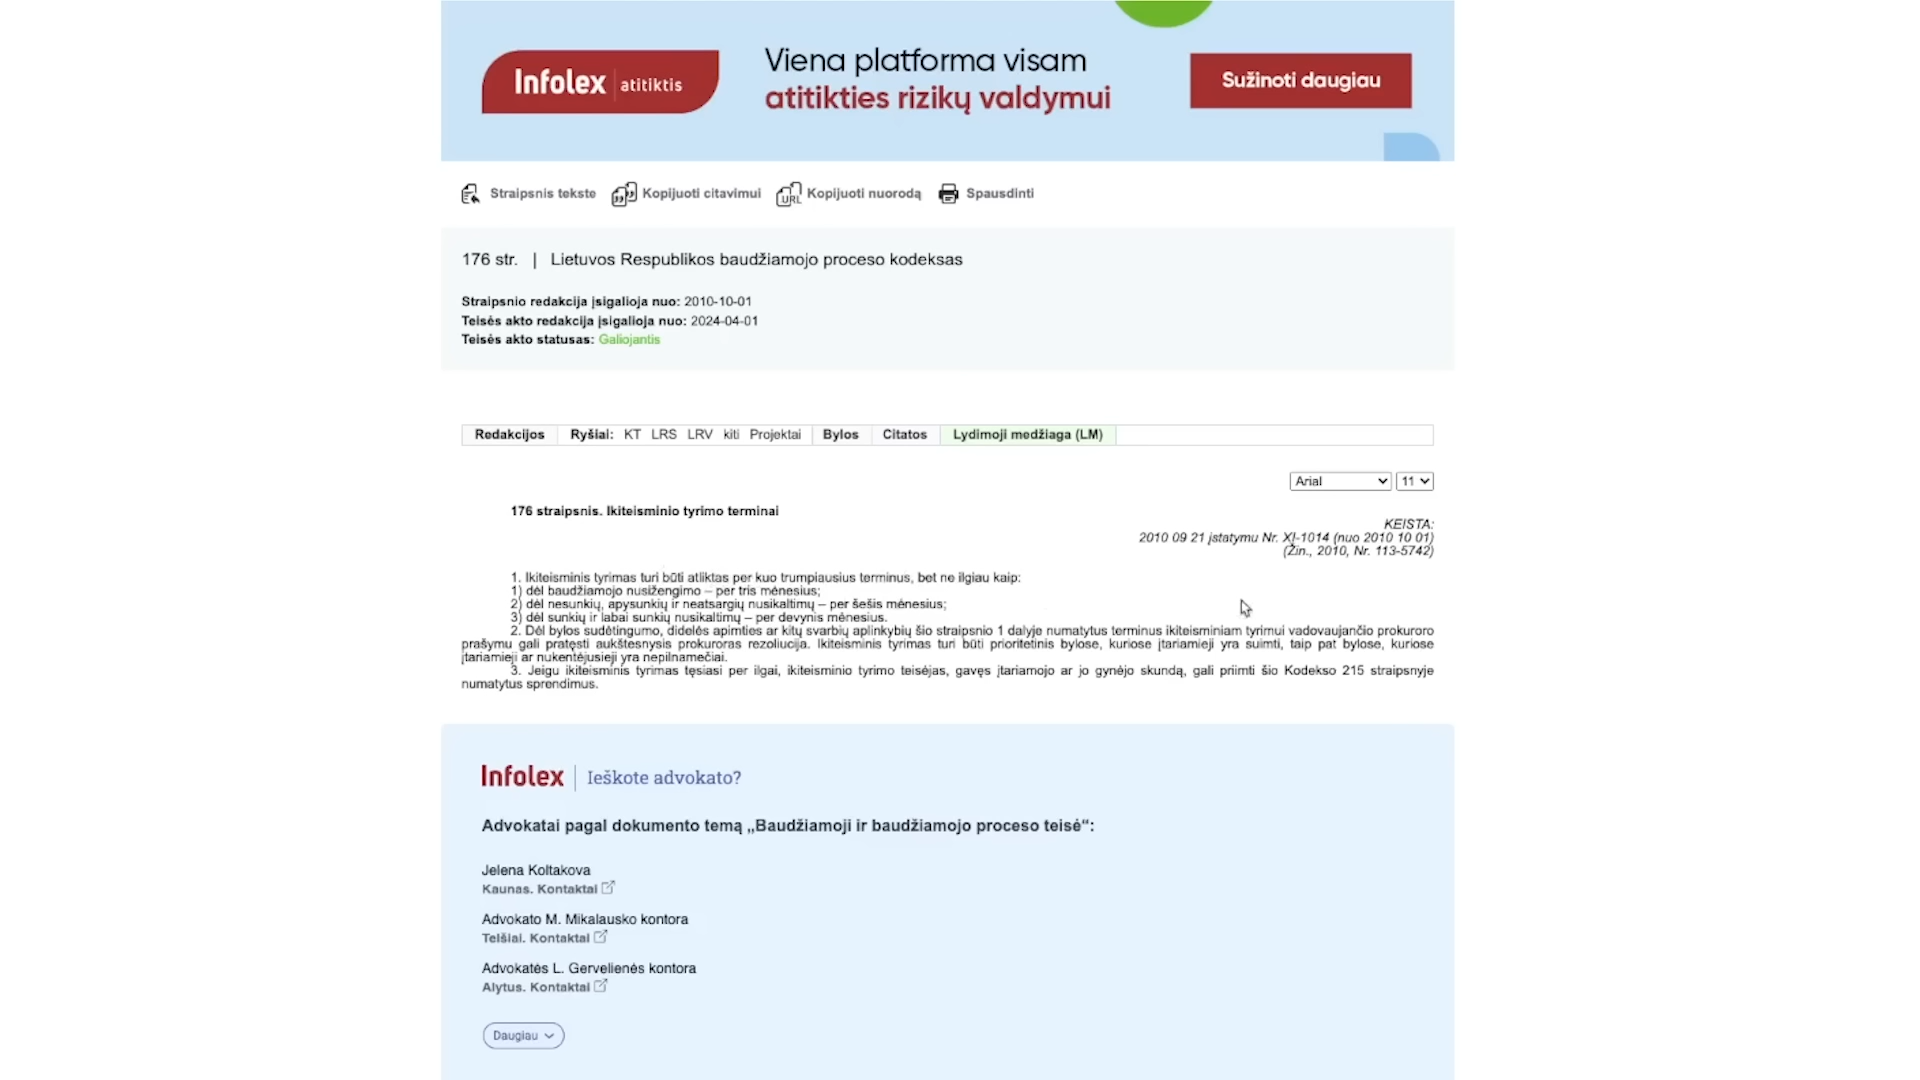 Infolex atitiktis
Viena platforma visam
atitikties rizikų valdymui
Sužinoti daugiau
Straipsnis tekste Kopijuoti citavimui Kopijuoti nuorodą Spausdinti
176 str. | Lietuvos Respublikos baudžiamojo proceso kodeksas
Straipsnio redakcija įsigalioja nuo: 2010-10-01
Teisės akto redakcija įsigalioja nuo: 2024-04-01
Teisės akto statusas: Galiojantis
Redakcijos Ryšiai: KT LRS LRV kiti Projektai Bylos Citatos Lydimoji medžiaga (LM)
Arial 11
176 straipsnis. Ikiteisminio tyrimo terminai
KEISTA:
2010 09 21 įstatymu Nr. XI-1014 (nuo 2010 10 01)
(Žin., 2010, Nr. 113-5742)
1. Ikiteisminis tyrimas turi būti atliktas per kuo trumpiausius terminus, bet ne ilgiau kaip:
1) dėl baudžiamojo nusižengimo – per tris mėnesius;
2) dėl nesunkių, apysunkių ir neatsargių nusikaltimų – per šešis mėnesius;
3) dėl sunkių ir labai sunkių nusikaltimų – per devynis mėnesius.
2. Dėl bylos sudėtingumo, didelės apimties ar kitų svarbių aplinkybių šio straipsnio 1 dalyje numatytus terminus ikiteisminiam tyrimui vadovaujančio prokuroro
prašymu gali pratęsti aukštesnysis prokuroras rezoliucija. Ikiteisminis tyrimas turi būti prioritetinis bylose, kuriose įtariamieji yra suimti, taip pat bylose, kuriose
įtariamieji ar nukentėjusieji yra nepilnamečiai.
3. Jeigu ikiteisminis tyrimas tęsiasi per ilgai, ikiteisminio tyrimo teisėjas, gavęs įtariamojo ar jo gynėjo skundą, gali priimti šio Kodekso 215 straipsnyje
numatytus sprendimus.
Infolex Ieškote advokato?
Advokatai pagal dokumento temą „Baudžiamoji ir baudžiamojo proceso teisė“:
Jelena Koltakova
Kaunas. Kontaktai
Advokato M. Mikalausko kontora
Telšiai. Kontaktai
Advokatės L. Gervelienės kontora
Alytus. Kontaktai
Daugiau